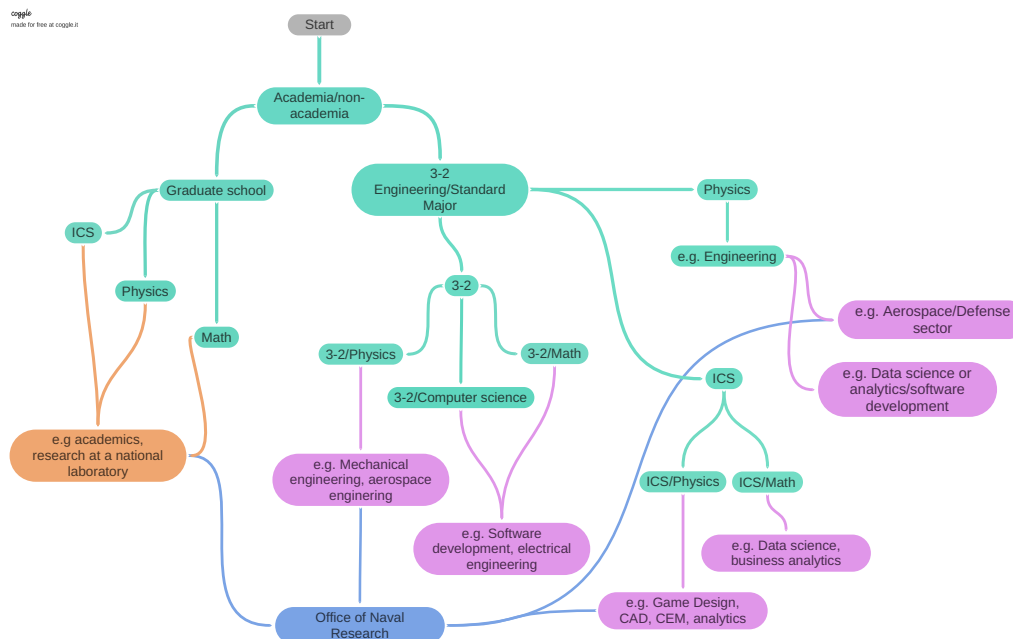 coggle
made for free at coggle.it
Start
Academia/non-
academia
Graduate school
3-2
Engineering/Standard
Major
Physics
ICS
e.g. Engineering
Physics
3-2
e.g. Aerospace/Defense
sector
Math
3-2/Physics
3-2/Math
ICS
e.g. Data science or
analytics/software
development
3-2/Computer science
e.g academics,
research at a national
laboratory
e.g. Mechanical
engineering, aerospace
enginering
ICS/Physics
ICS/Math
e.g. Software
development, electrical
engineering
e.g. Data science,
business analytics
e.g. Game Design,
CAD, CEM, analytics
Office of Naval
Research